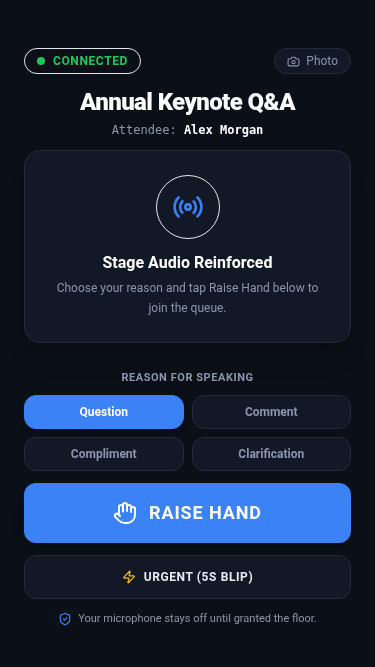 CONNECTED
Photo
Annual Keynote Q&A
Attendee: Alex Morgan
Stage Audio Reinforced
Choose your reason and tap Raise Hand below to
join the queue.
REASON FOR SPEAKING
Question
Comment
Compliment
Clarification
RAISE HAND
URGENT (5S BLIP)
Your microphone stays off until granted the floor.